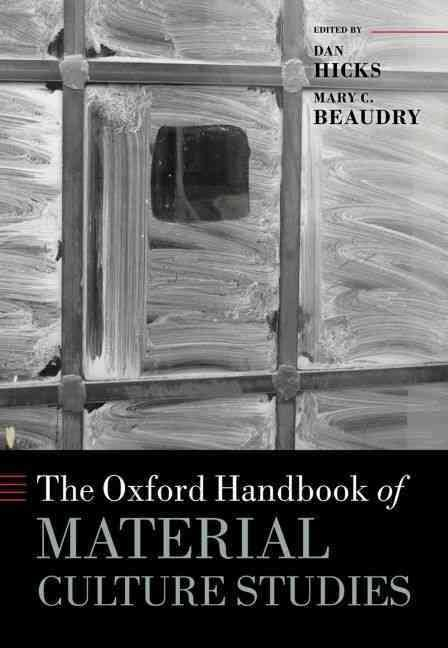 EDITED BY
DAN
HICKS
MARY C.
BEAUDRY
The Oxford Handbook of
MATERIAL
CULTURE STUDIES